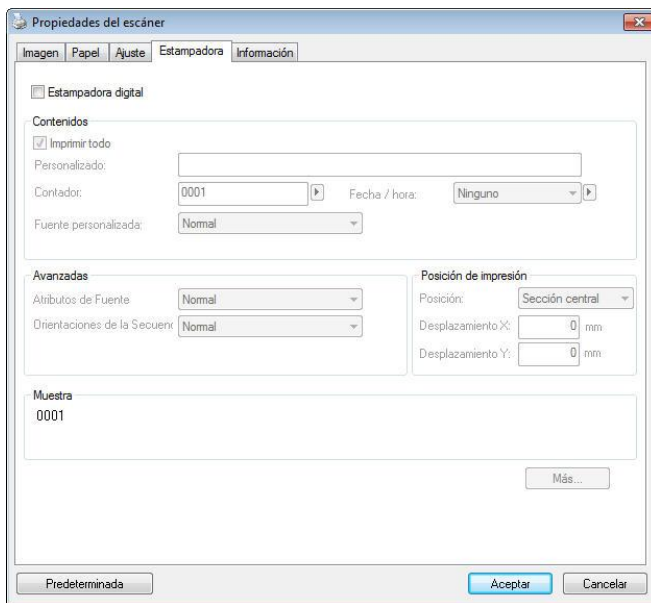 Propiedades del escáner
Imagen Papel Ajuste Estampadora Información
Estampadora digital
Contenidos
Imprimir todo
Personalizado:
Contador: 0001 Fecha / hora: Ninguno
Fuente personalizada: Normal
Avanzadas Posición de impresión
Atributos de Fuente Normal Posición: Sección central
Orientaciones de la Secuen Normal Desplazamiento X: 0 mm
Desplazamiento Y: 0 mm
Muestra
0001
Más...
Predeterminada Aceptar Cancelar